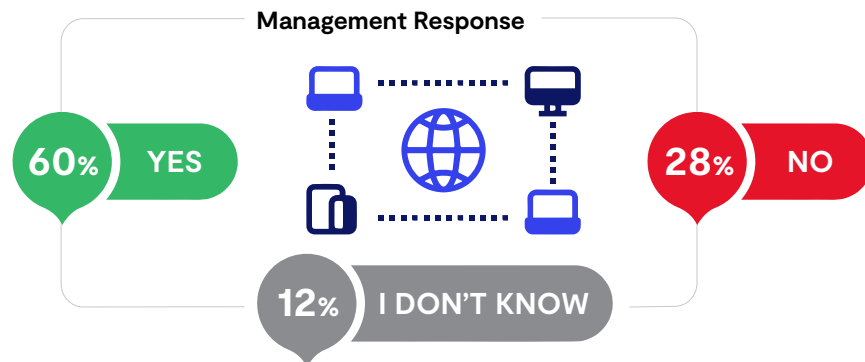 Management Response
60% YES
28% NO
12% I DON'T KNOW